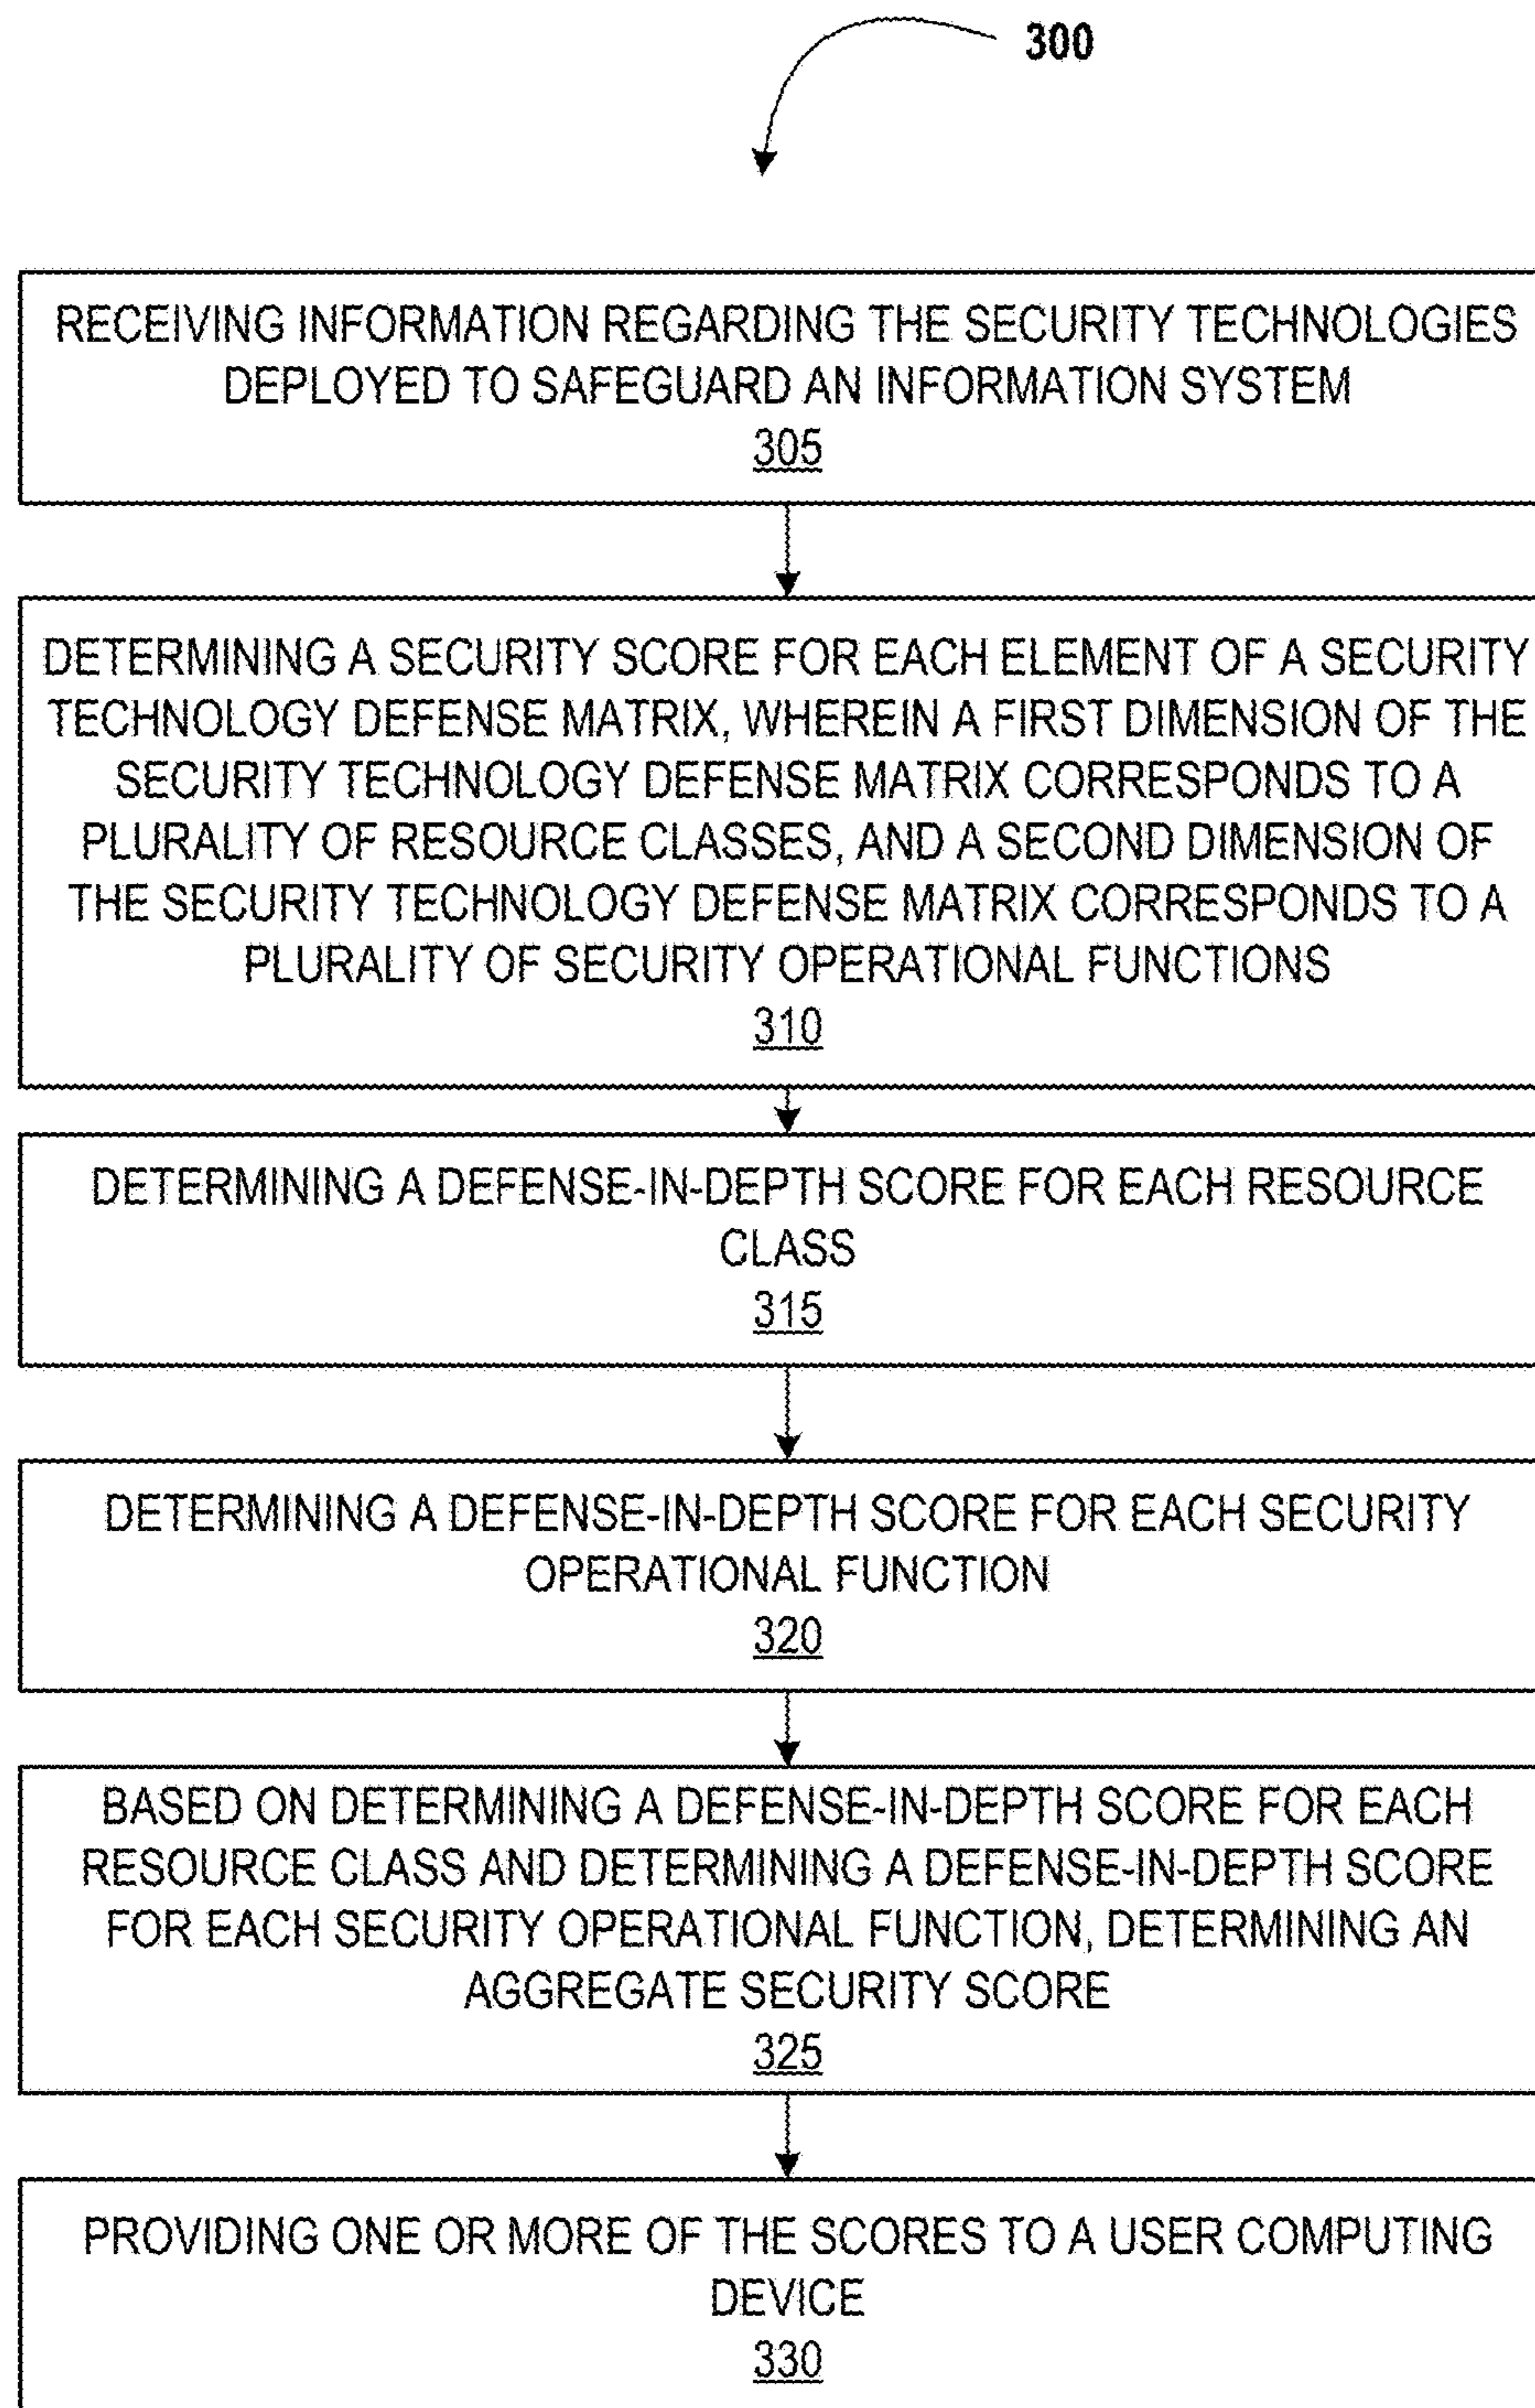 300
RECEIVING INFORMATION REGARDING THE SECURITY TECHNOLOGIES
DEPLOYED TO SAFEGUARD AN INFORMATION SYSTEM
305
DETERMINING A SECURITY SCORE FOR EACH ELEMENT OF A SECURITY
TECHNOLOGY DEFENSE MATRIX, WHEREIN A FIRST DIMENSION OF THE
SECURITY TECHNOLOGY DEFENSE MATRIX CORRESPONDS TO A
PLURALITY OF RESOURCE CLASSES, AND A SECOND DIMENSION OF
THE SECURITY TECHNOLOGY DEFENSE MATRIX CORRESPONDS TO A
PLURALITY OF SECURITY OPERATIONAL FUNCTIONS
310
DETERMINING A DEFENSE-IN-DEPTH SCORE FOR EACH RESOURCE
CLASS
315
DETERMINING A DEFENSE-IN-DEPTH SCORE FOR EACH SECURITY
OPERATIONAL FUNCTION
320
BASED ON DETERMINING A DEFENSE-IN-DEPTH SCORE FOR EACH
RESOURCE CLASS AND DETERMINING A DEFENSE-IN-DEPTH SCORE
FOR EACH SECURITY OPERATIONAL FUNCTION, DETERMINING AN
AGGREGATE SECURITY SCORE
325
PROVIDING ONE OR MORE OF THE SCORES TO A USER COMPUTING
DEVICE
330